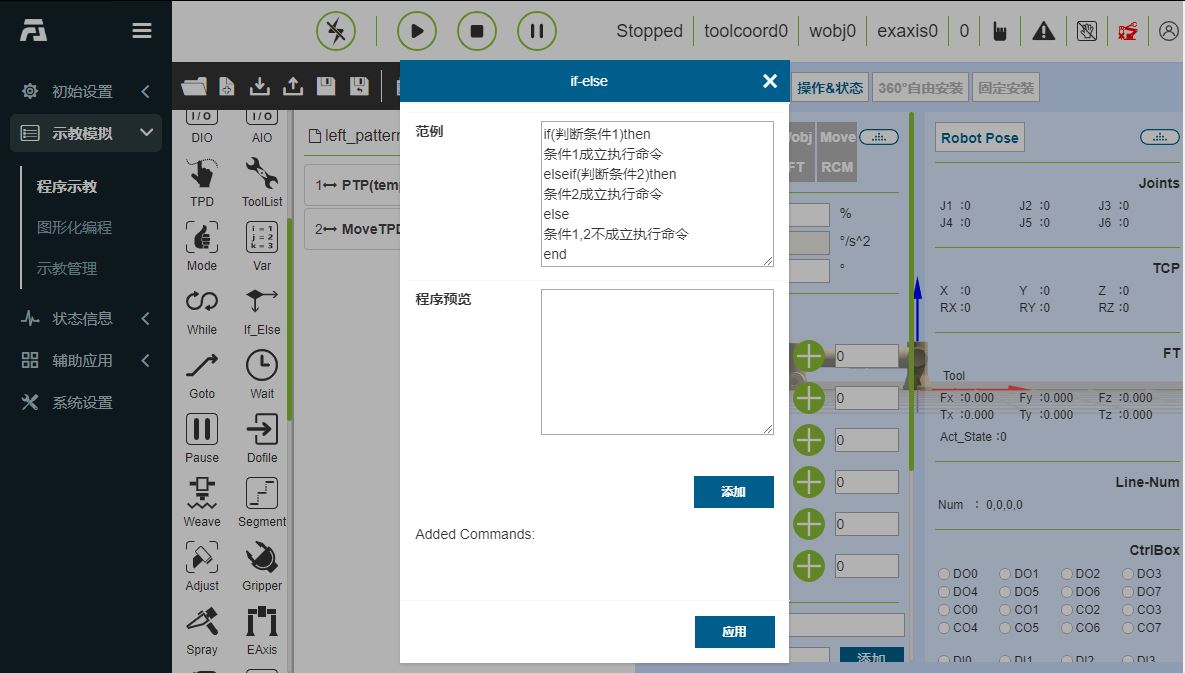 Stopped
toolcoord0
wobj0
exaxis0
0
初始设置
示教模拟
程序示教
图形化编程
示教管理
状态信息
辅助应用
系统设置
I/O
I/O
DIO
AIO
TPD
ToolList
i = 1
j = 2
k = 3
Mode
Var
While
If_Else
Goto
Wait
Pause
Dofile
Weave
Segment
Adjust
Gripper
Spray
EAxis
left_pattern
1 PTP(temp
2 MoveTPD
if-else
范例
if(判断条件1)then
条件1成立执行命令
elseif(判断条件2)then
条件2成立执行命令
else
条件1,2不成立执行命令
end
程序预览
添加
Added Commands:
应用
操作&状态
360°自由安装
固定安装
obj
Move
FT
RCM
%
°/s^2
°
0
0
0
0
0
0
添加
Robot Pose
Joints
J1 :0 J2 :0 J3 :0
J4 :0 J5 :0 J6 :0
TCP
X :0 Y :0 Z :0
RX :0 RY :0 RZ :0
FT
Tool
Fx :0.000 Fy :0.000 Fz :0.000
Tx :0.000 Ty :0.000 Tz :0.000
Act_State :0
Line-Num
Num : 0,0,0,0
CtrlBox
DO0 DO1 DO2 DO3
DO4 DO5 DO6 DO7
CO0 CO1 CO2 CO3
CO4 CO5 CO6 CO7
DI0 DI1 DI2 DI3